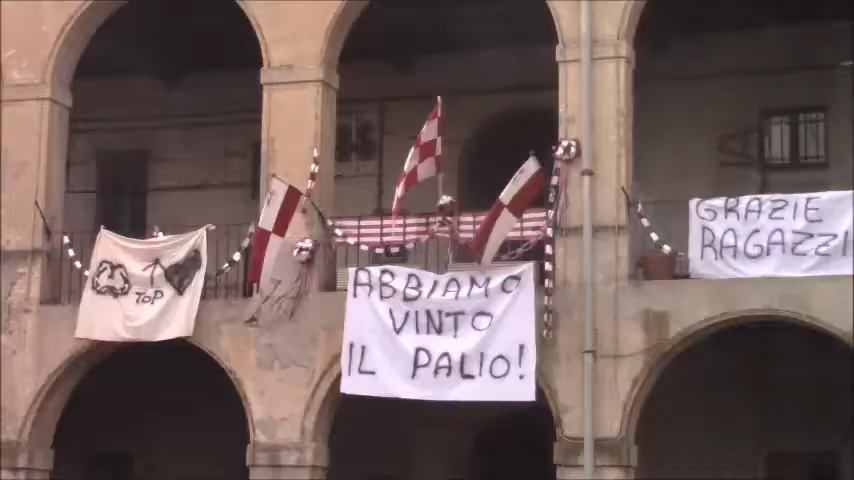 TOP
ABBIAMO
VINTO
IL PALIO!
GRAZIE
RAGAZZI